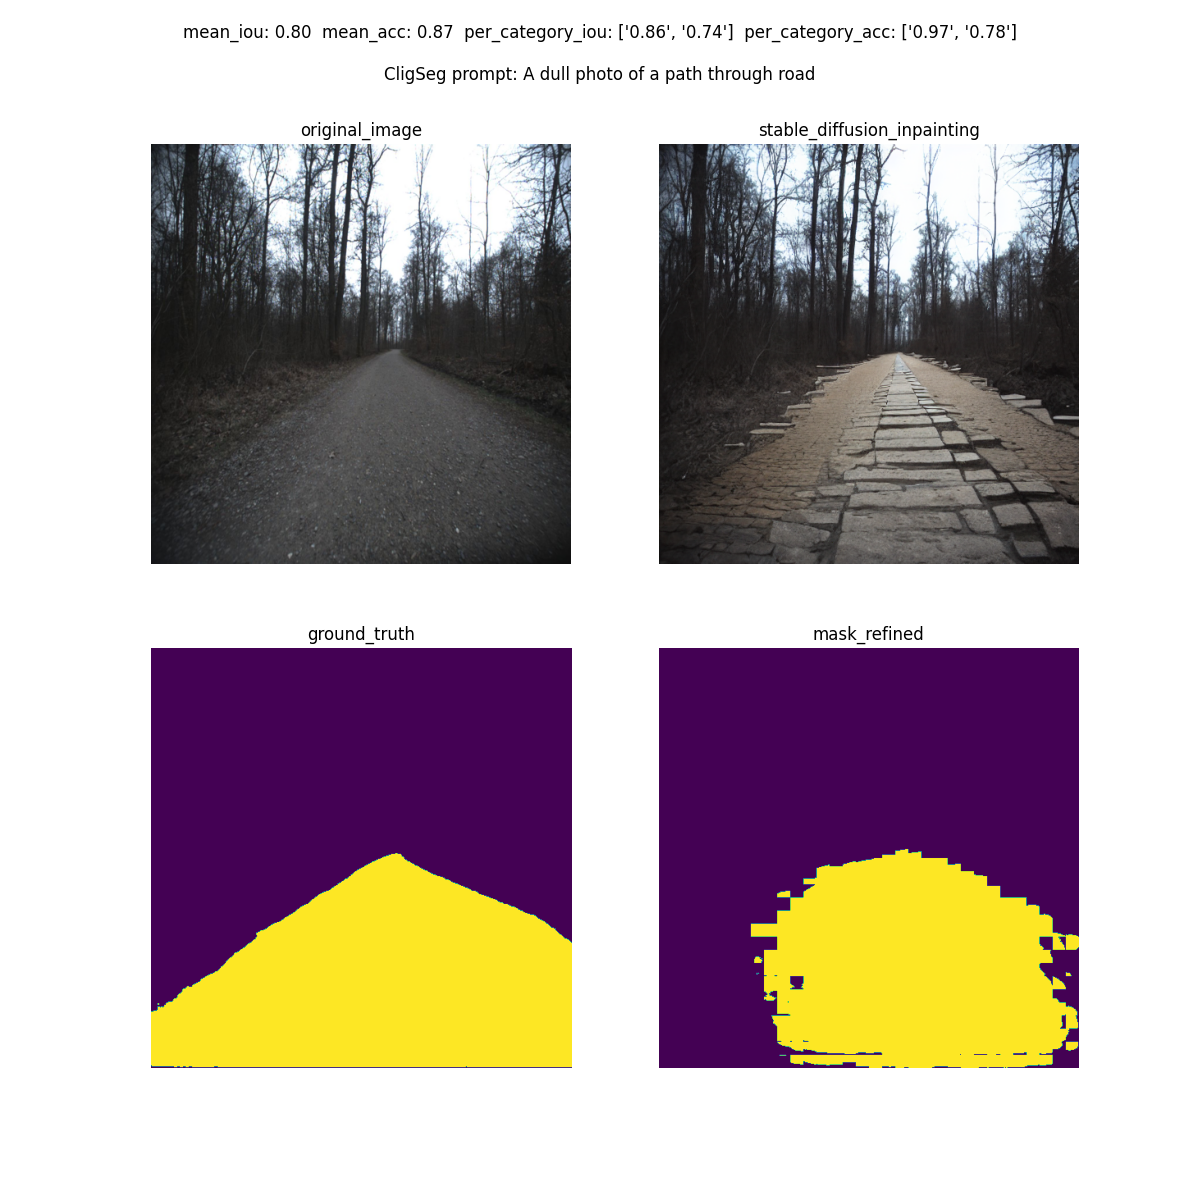 mean_iou: 0.80  mean_acc: 0.87  per_category_iou: ['0.86', '0.74']  per_category_acc: ['0.97', '0.78']
CligSeg prompt: A dull photo of a path through road
original_image
stable_diffusion_inpainting
ground_truth
mask_refined